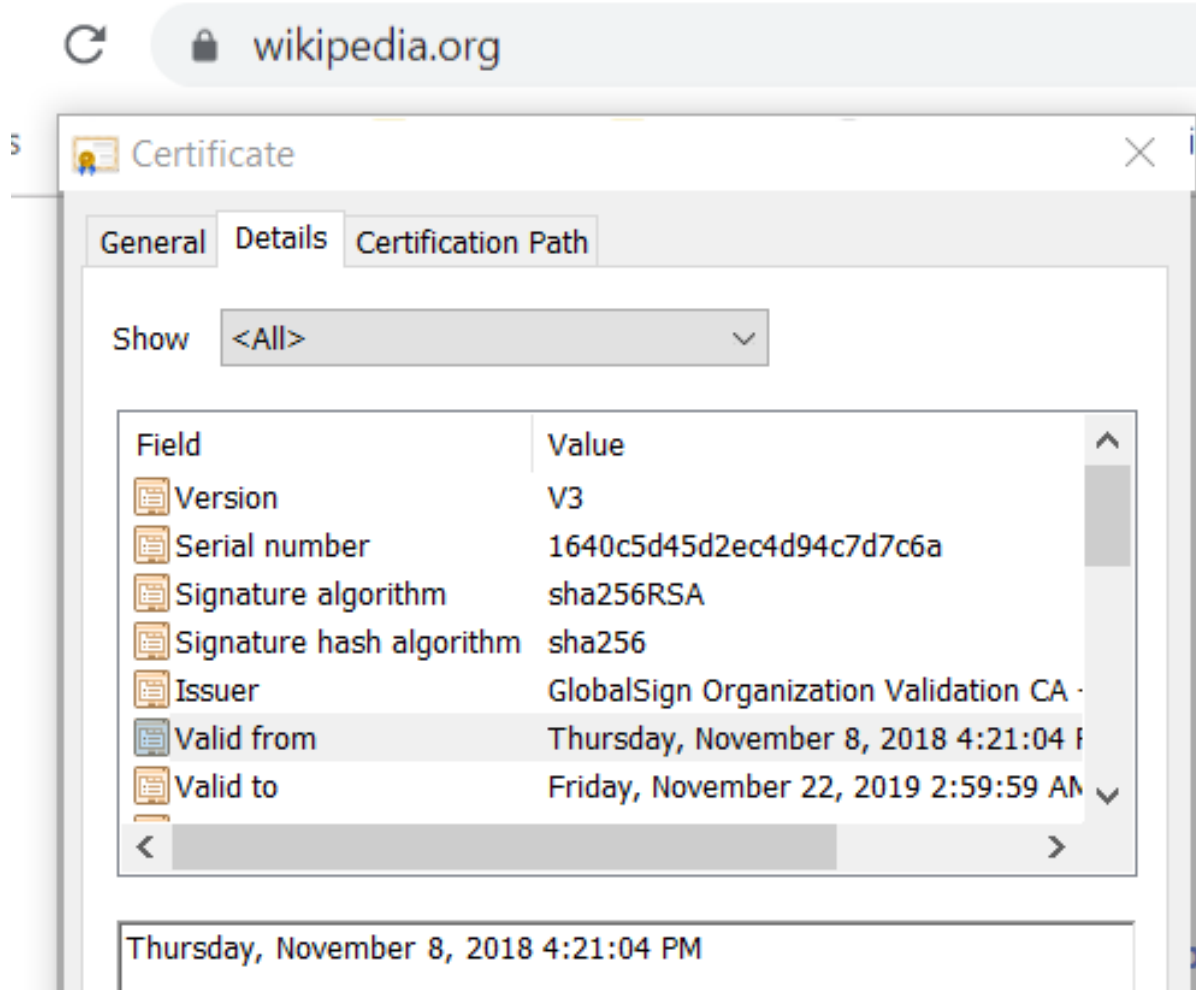 wikipedia.org
s
Certificate
General Details Certification Path
Show <All>
Field Value
Version V3
Serial number 1640c5d45d2ec4d94c7d7c6a
Signature algorithm sha256RSA
Signature hash algorithm sha256
Issuer GlobalSign Organization Validation CA -
Valid from Thursday, November 8, 2018 4:21:04
Valid to Friday, November 22, 2019 2:59:59 AM
Thursday, November 8, 2018 4:21:04 PM